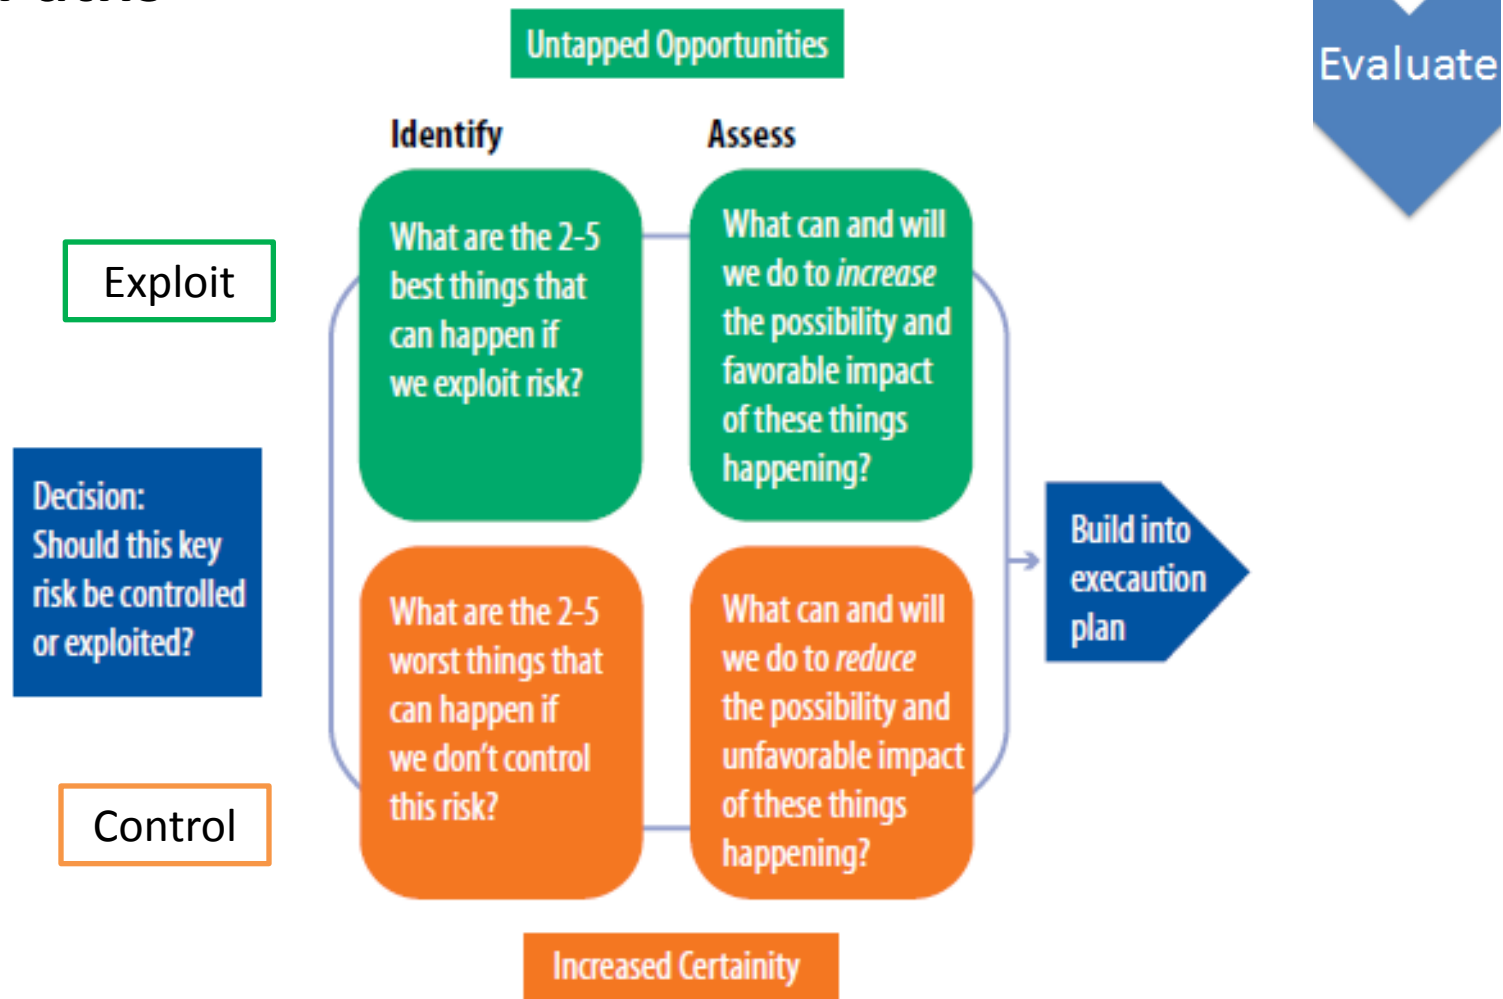 Untapped Opportunities
Evaluate
Identify
Assess
Exploit
What are the 2-5
best things that
can happen if
we exploit risk?
What can and will
we do to increase
the possibility and
favorable impact
of these things
happening?
Decision:
Should this key
risk be controlled
or exploited?
Build into
execaution
plan
Control
What are the 2-5
worst things that
can happen if
we don't control
this risk?
What can and will
we do to reduce
the possibility and
unfavorable impact
of these things
happening?
Increased Certainity